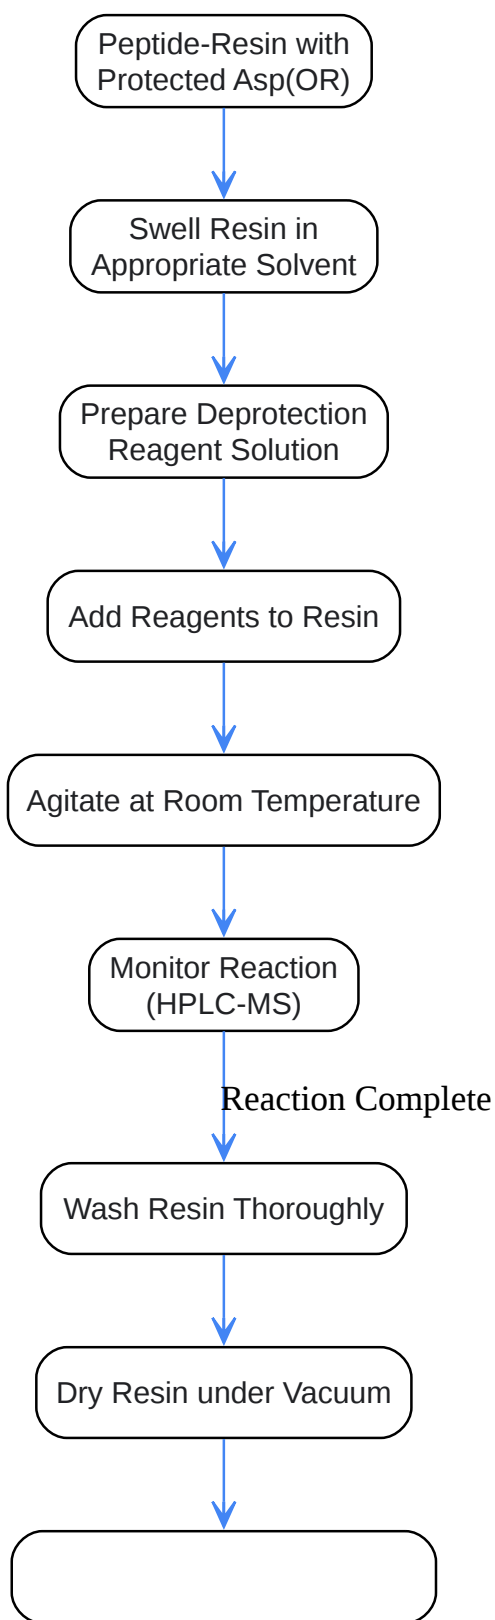 Peptide-Resin with
Protected Asp(OR)
Swell Resin in
Appropriate Solvent
Prepare Deprotection
Reagent Solution
Add Reagents to Resin
Agitate at Room Temperature
Monitor Reaction
(HPLC-MS)
Reaction Complete
Wash Resin Thoroughly
Dry Resin under Vacuum